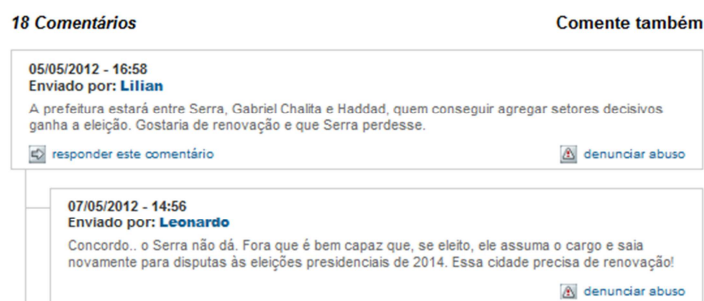 18 Comentários
Comente também
05/05/2012 - 16:58
Enviado por: Lilian
A prefeitura estará entre Serra, Gabriel Chalita e Haddad, quem conseguir agregar setores decisivos
ganha a eleição. Gostaria de renovação e que Serra perdesse.
responder este comentário
denunciar abuso
07/05/2012 - 14:56
Enviado por: Leonardo
Concordo.. o Serra não dá. Fora que é bem capaz que, se eleito, ele assuma o cargo e saia
novamente para disputas às eleições presidenciais de 2014. Essa cidade precisa de renovação!
denunciar abuso